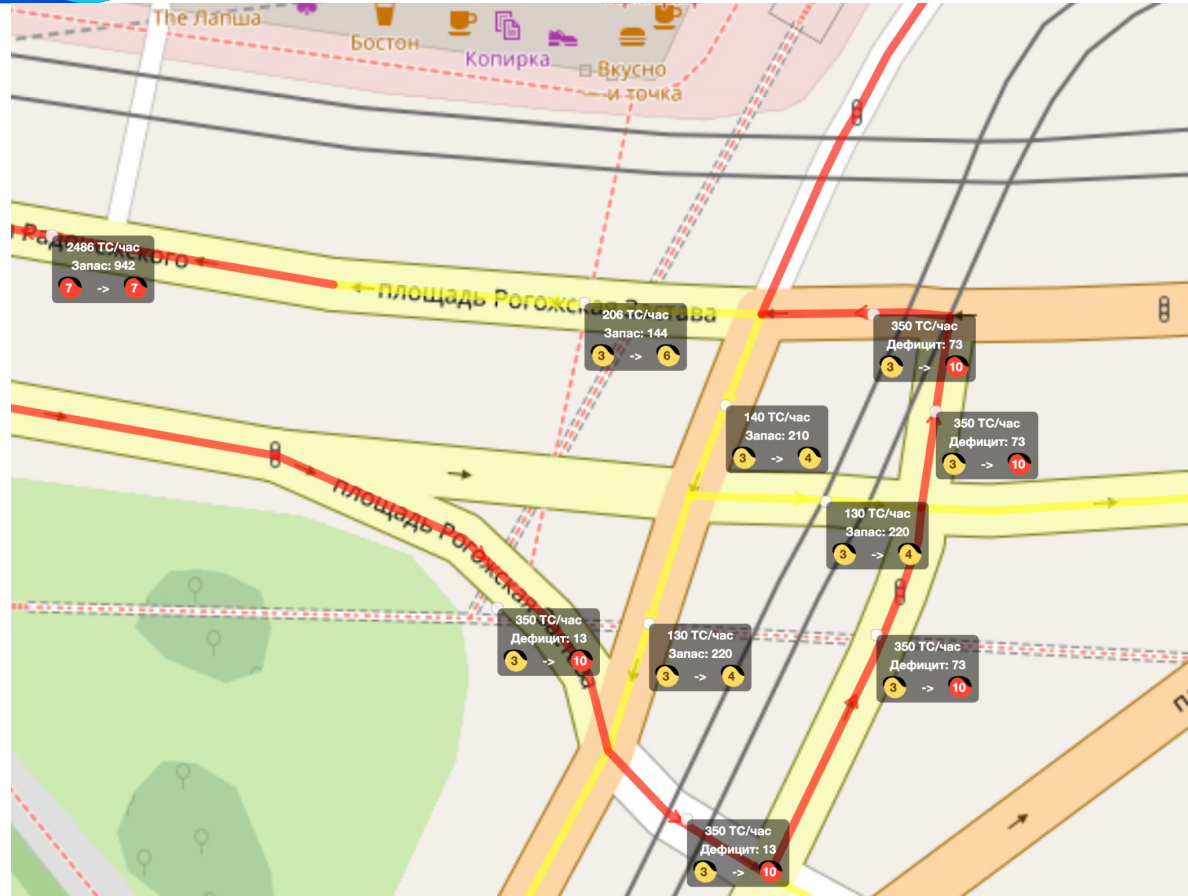 The Лапша
Бостон
Копирка
Вкусно
— и точка
Радонежского
2486 ТС/час
Запас: 942
7 -> 7
площадь Рогожская Застава
206 ТС/час
Запас: 144
3 -> 6
350 ТС/час
Дефицит: 73
3 -> 10
140 ТС/час
Запас: 210
3 -> 4
350 ТС/час
Дефицит: 73
3 -> 10
площадь Рогожская Застава
130 ТС/час
Запас: 220
3 -> 4
350 ТС/час
Дефицит: 13
3 -> 10
130 ТС/час
Запас: 220
3 -> 4
350 ТС/час
Дефицит: 73
3 -> 10
350 ТС/час
Дефицит: 13
3 -> 10